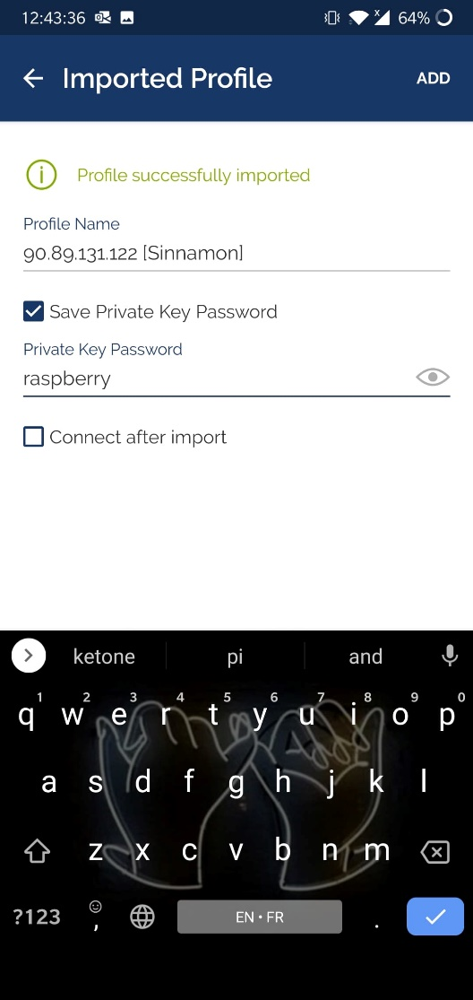 12:43:36 64%
Imported Profile ADD
Profile successfully imported
Profile Name
90.89.131.122 [Sinnamon]
Save Private Key Password
Private Key Password
raspberry
Connect after import
ketone pi and
1 2 3 4 5 6 7 8 9 0
q w e r t y u i o p
a s d f g h j k l
z x c v b n m
?123 , EN • FR .